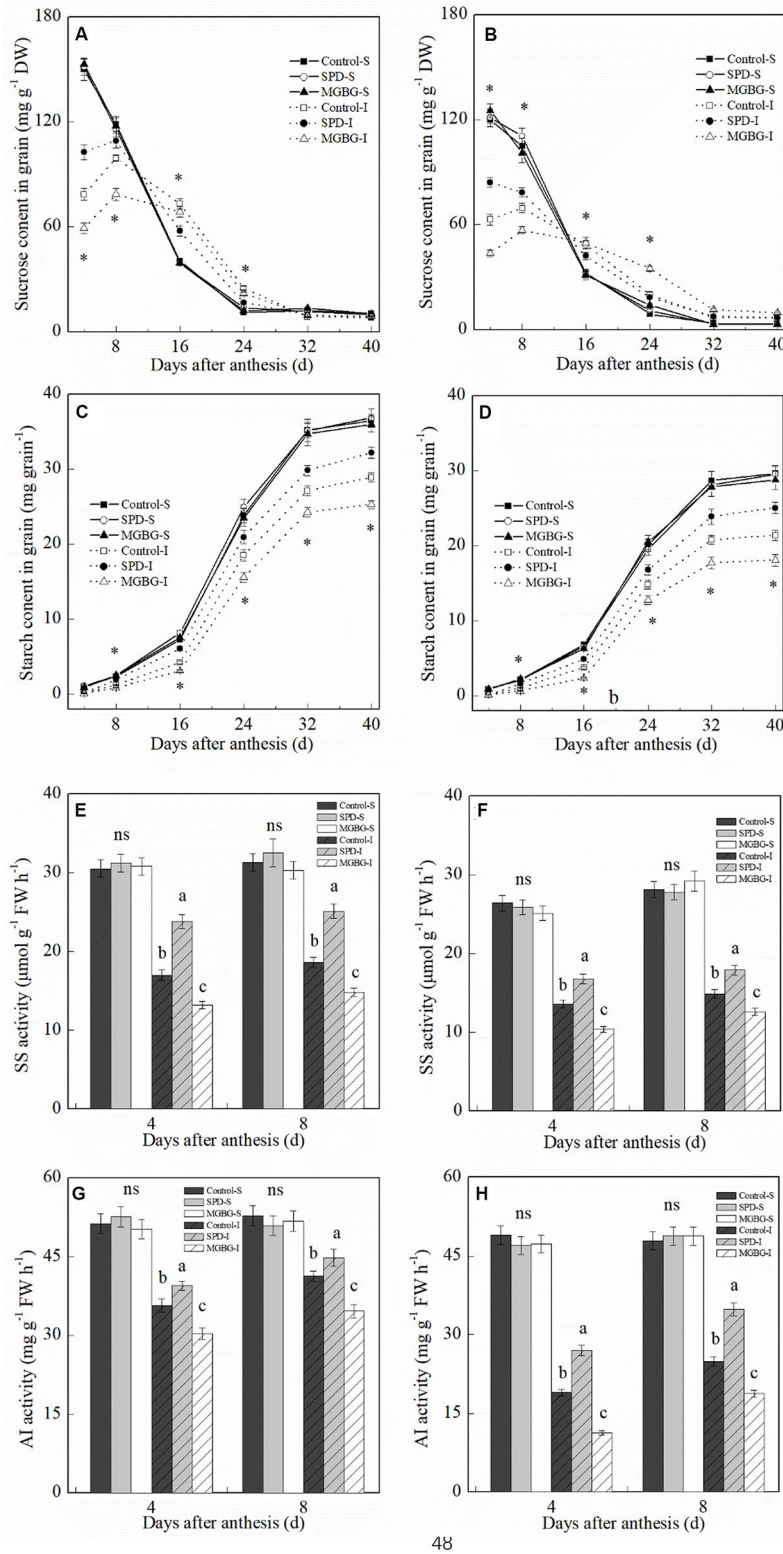 A
Sucrose conent in grain (mg g-1 DW)
180
120
60
0
Control-S
SPD-S
MGBG-S
Control-I
SPD-I
MGBG-I
*
*
*
*
8 16 24 32 40
Days after anthesis (d)
B
Sucrose conent in grain (mg g-1 DW)
180
120
60
0
Control-S
SPD-S
MGBG-S
Control-I
SPD-I
MGBG-I
*
*
*
*
8 16 24 32 40
Days after anthesis (d)
C
Starch conent in grain (mg grain-1)
40
30
20
10
0
Control-S
SPD-S
MGBG-S
Control-I
SPD-I
MGBG-I
*
*
*
*
*
8 16 24 32 40
Days after anthesis (d)
D
Starch conent in grain (mg grain-1)
40
30
20
10
0
Control-S
SPD-S
MGBG-S
Control-I
SPD-I
MGBG-I
*
*
*
*
*
b
8 16 24 32 40
Days after anthesis (d)
E
SS activity (μmol g-1 FW h-1)
40
30
20
10
0
Control-S
SPD-S
MGBG-S
Control-I
SPD-I
MGBG-I
ns
b a c
ns
b a c
4 8
Days after anthesis (d)
F
SS activity (μmol g-1 FW h-1)
40
30
20
10
0
Control-S
SPD-S
MGBG-S
Control-I
SPD-I
MGBG-I
ns
b a c
ns
b a c
4 8
Days after anthesis (d)
G
AI activity (mg g-1 FW h-1)
60
45
30
15
0
Control-S
SPD-S
MGBG-S
Control-I
SPD-I
MGBG-I
ns
b a c
ns
b a c
4 8
Days after anthesis (d)
H
AI activity (mg g-1 FW h-1)
60
45
30
15
0
Control-S
SPD-S
MGBG-S
Control-I
SPD-I
MGBG-I
ns
b a c
ns
b a c
4 8
Days after anthesis (d)
48